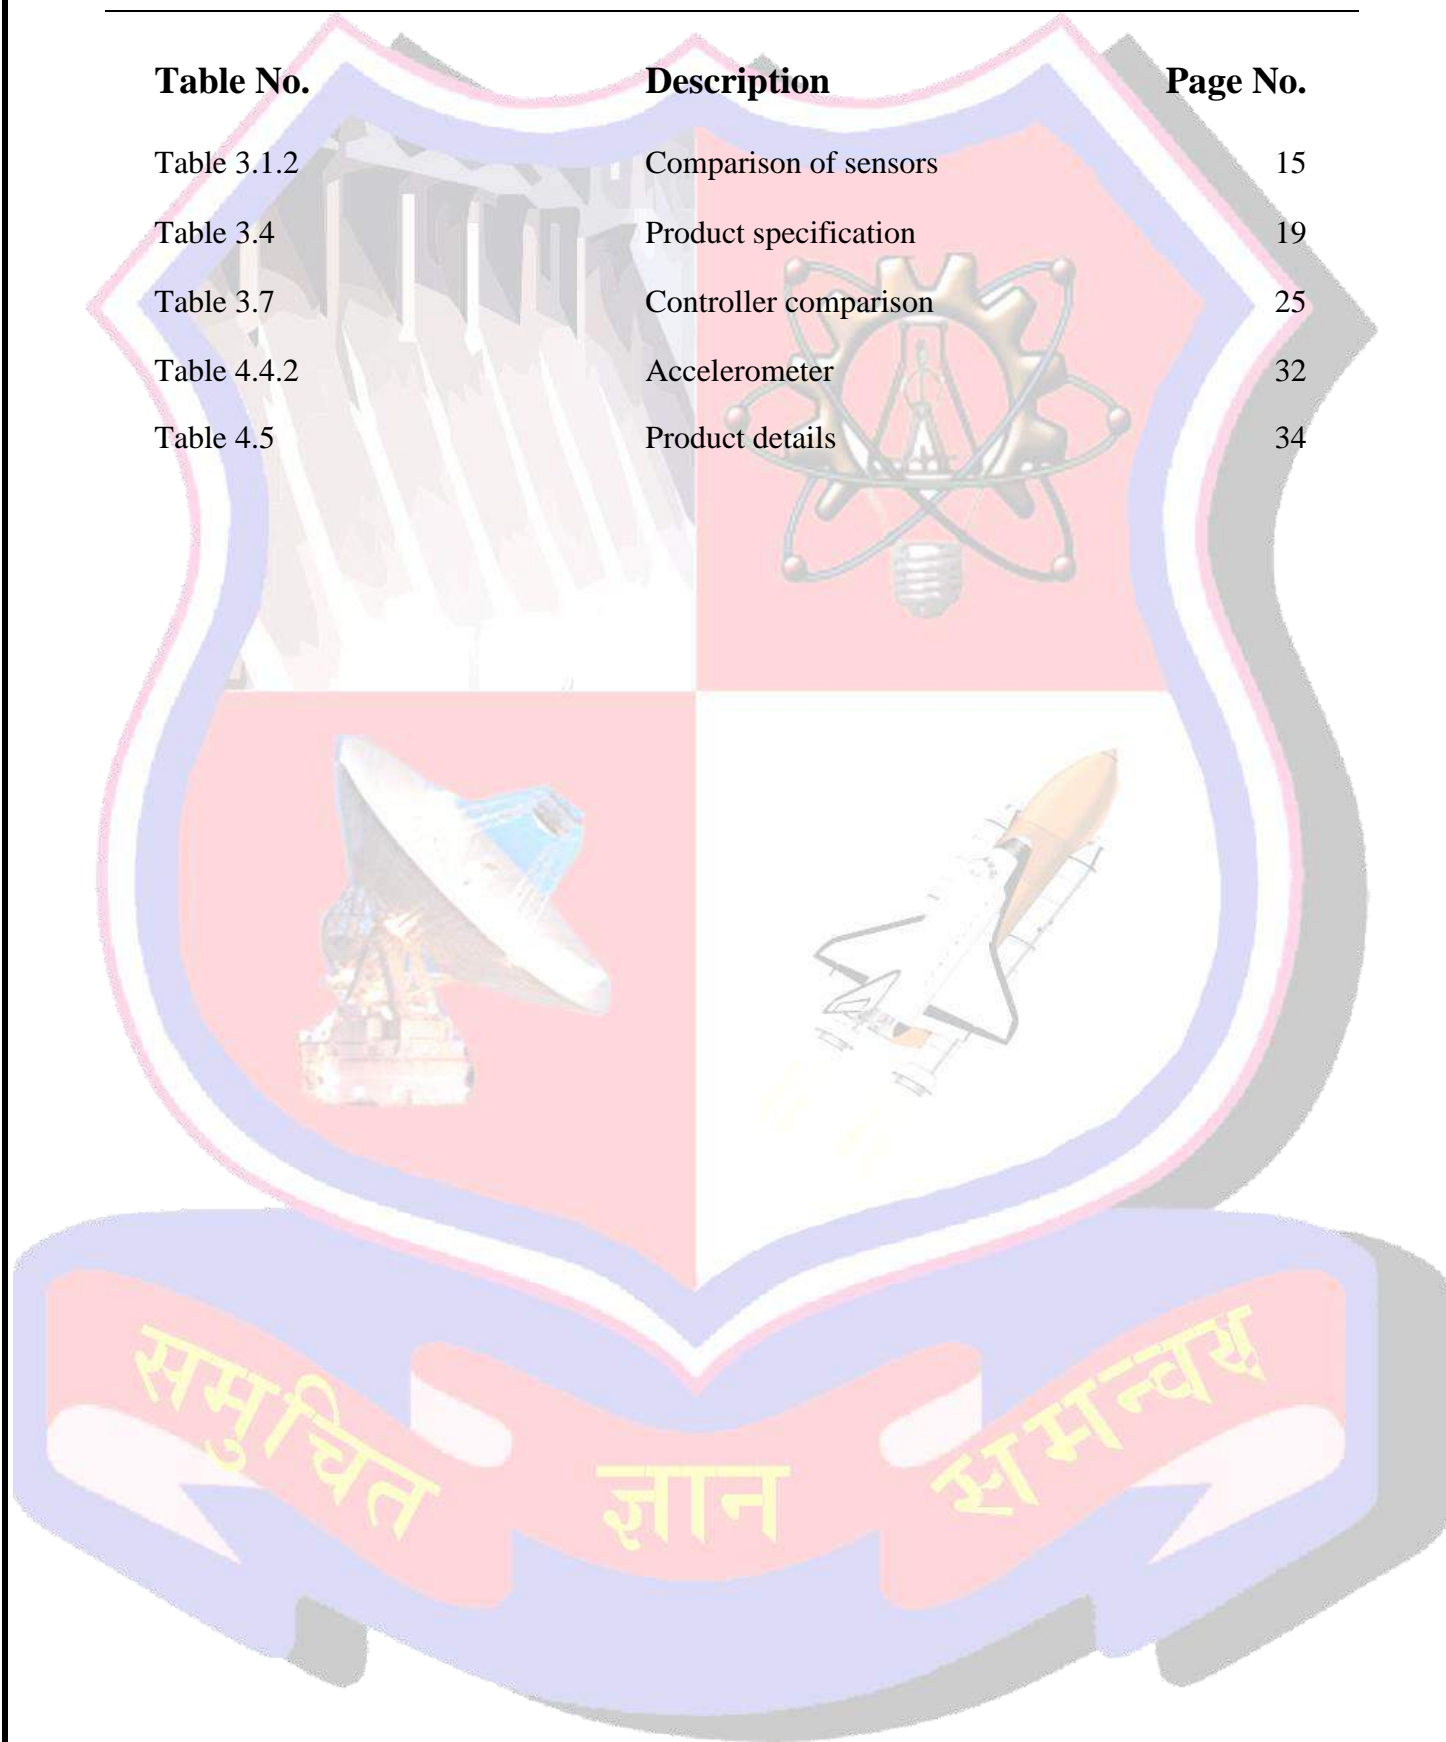 Table No. Description Page No.
Table 3.1.2 Comparison of sensors 15
Table 3.4 Product specification 19
Table 3.7 Controller comparison 25
Table 4.4.2 Accelerometer 32
Table 4.5 Product details 34
समुचित ज्ञान समन्वय